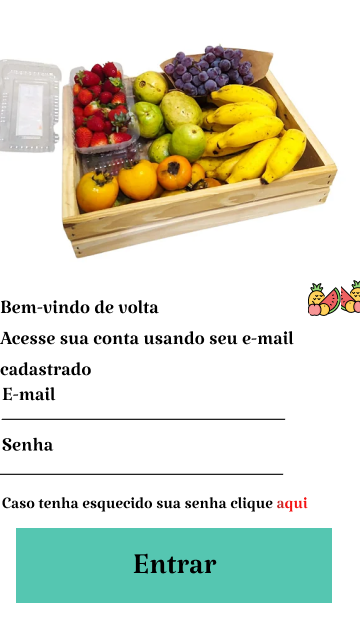 Bem-vindo de volta
Acesse sua conta usando seu e-mail
cadastrado
E-mail
Senha
Caso tenha esquecido sua senha clique aqui
Entrar